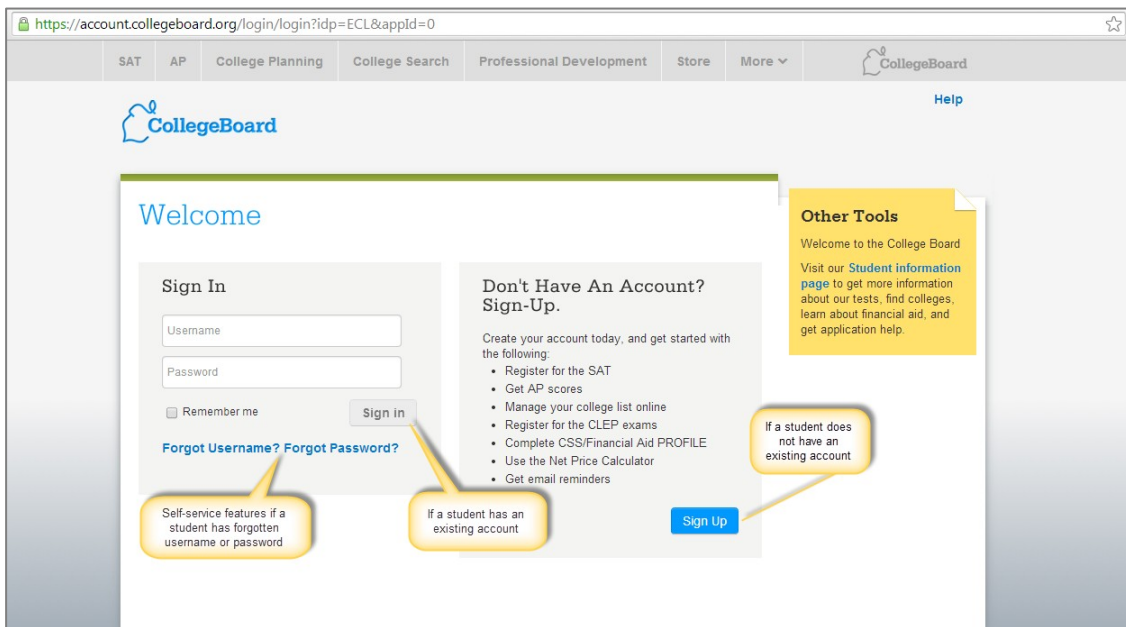 https://account.collegeboard.org/login/login?idp=ECL&appId=0
SAT AP College Planning College Search Professional Development Store More CollegeBoard
Help
CollegeBoard
Welcome
Sign In
Username
Password
Remember me
Sign in
Forgot Username? Forgot Password?
Self-service features if a
student has forgotten
username or password
If a student has an
existing account
Don't Have An Account?
Sign-Up.
Create your account today, and get started with
the following:
• Register for the SAT
• Get AP scores
• Manage your college list online
• Register for the CLEP exams
• Complete CSS/Financial Aid PROFILE
• Use the Net Price Calculator
• Get email reminders
Sign Up
If a student does
not have an
existing account
Other Tools
Welcome to the College Board
Visit our Student information
page to get more information
about our tests, find colleges,
learn about financial aid, and
get application help.